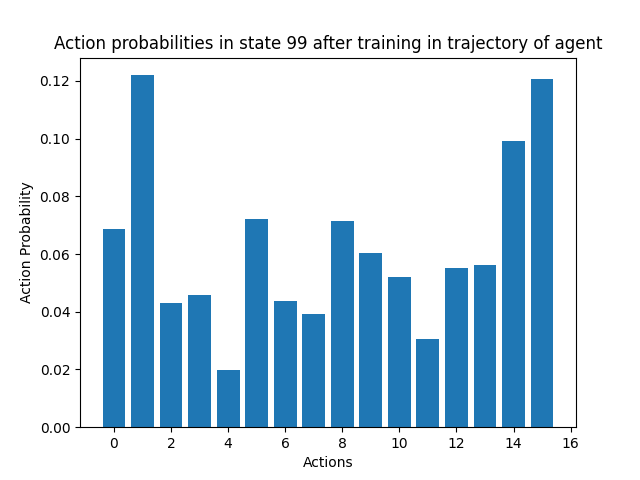 Action probabilities in state 99 after training in trajectory of agent
0.12
0.10
0.08
0.06
0.04
0.02
0.00
Action Probability
0 2 4 6 8 10 12 14 16
Actions